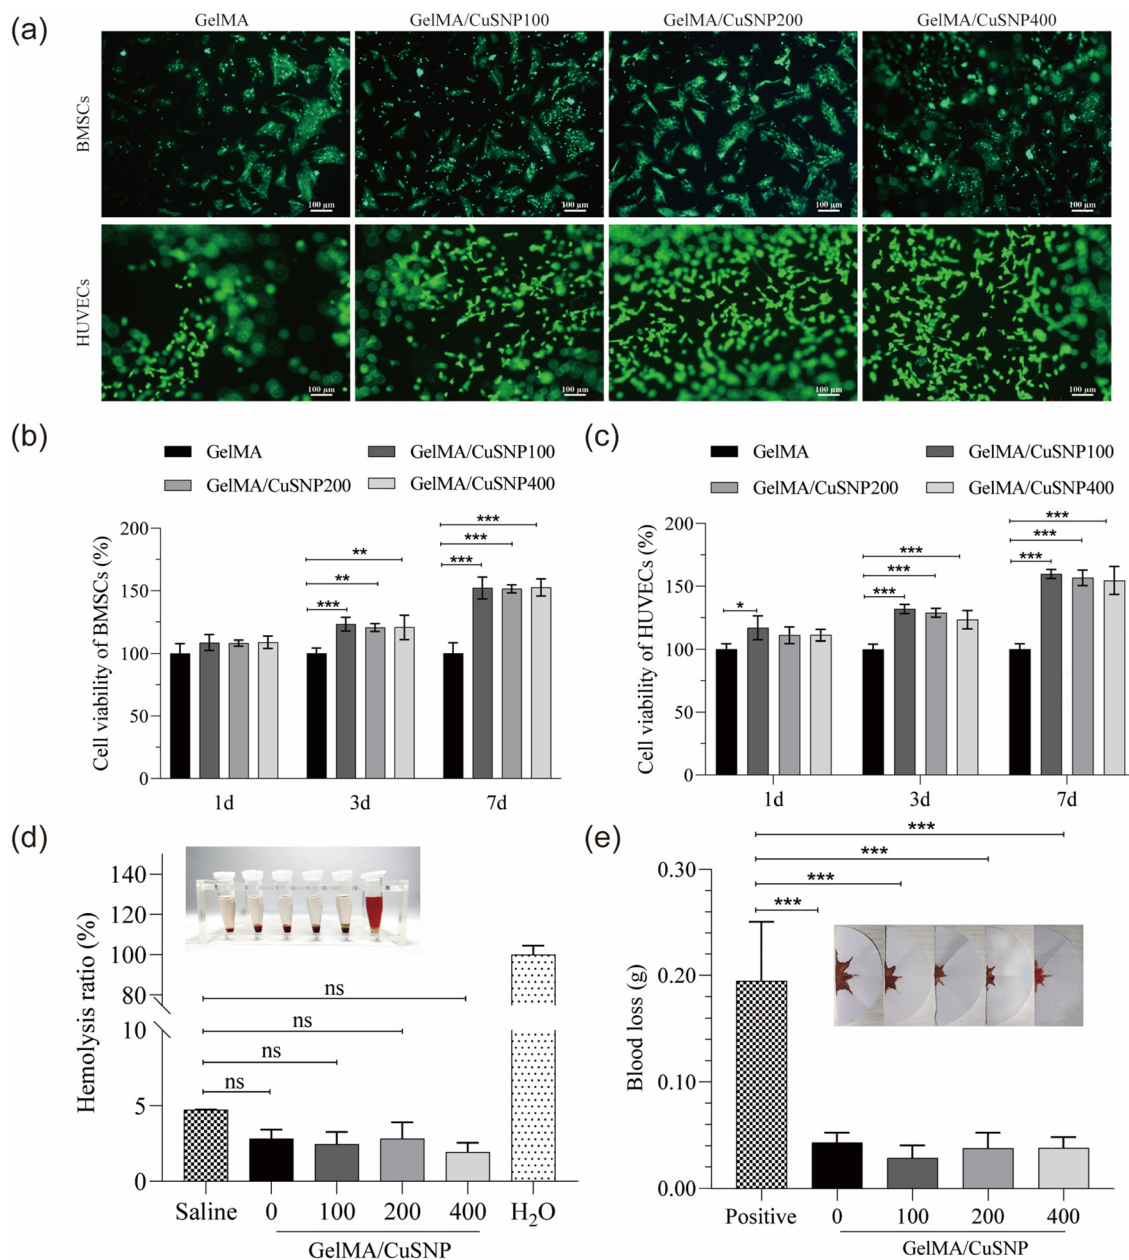 (a)
GelMA GelMA/CuSNP100 GelMA/CuSNP200 GelMA/CuSNP400
BMSCs
100 µm 100 µm 100 µm 100 µm
HUVECs
100 µm 100 µm 100 µm 100 µm
(b)
GelMA GelMA/CuSNP100
GelMA/CuSNP200 GelMA/CuSNP400
Cell viability of BMSCs (%)
200
150
100
50
0
*** ** **
*** *** ***
1d 3d 7d
(c)
GelMA GelMA/CuSNP100
GelMA/CuSNP200 GelMA/CuSNP400
Cell viability of HUVECs (%)
200
150
100
50
0
*
*** *** ***
*** *** ***
1d 3d 7d
(d)
Hemolysis ratio (%)
140
120
100
80
10
5
0
ns
ns
ns
ns
Saline 0 100 200 400 H₂O
GelMA/CuSNP
(e)
Blood loss (g)
0.30
0.20
0.10
0.00
***
***
***
***
Positive 0 100 200 400
GelMA/CuSNP